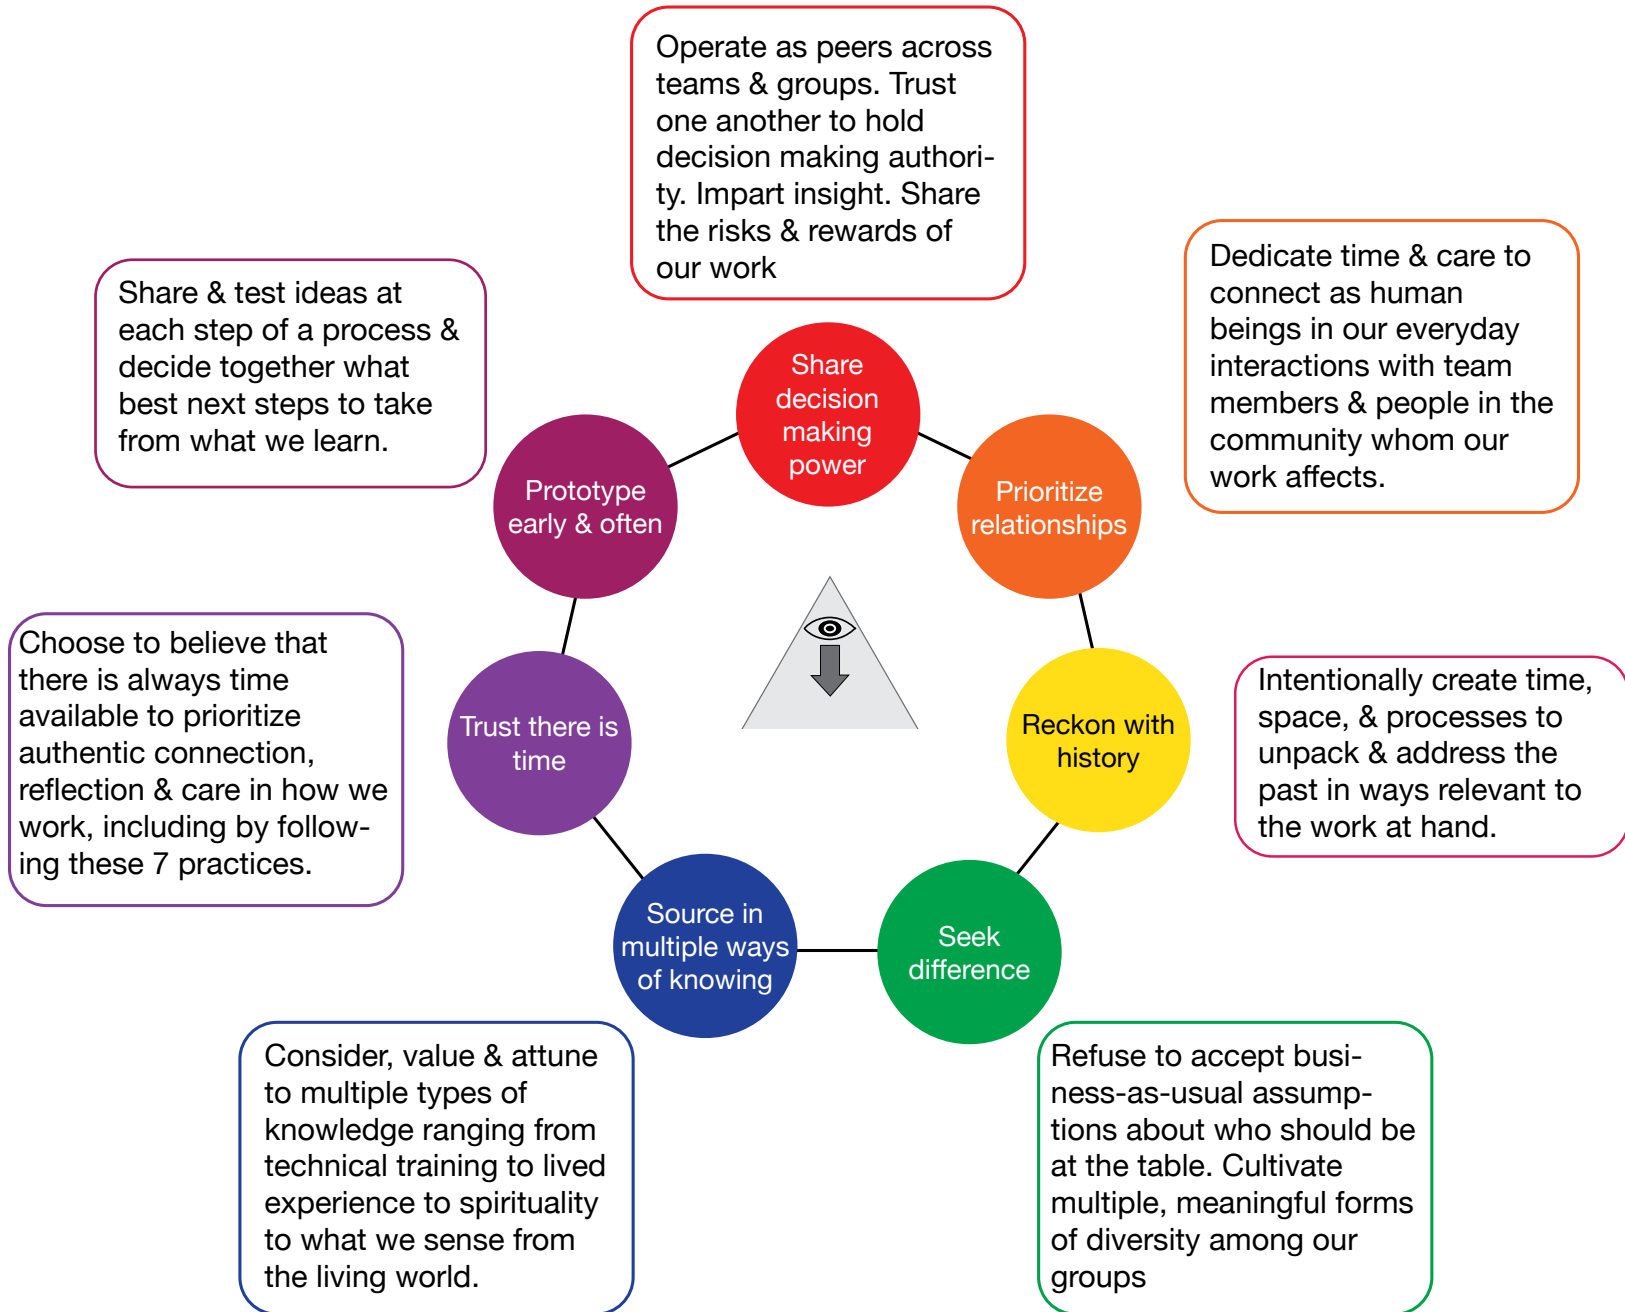 Operate as peers across
teams & groups. Trust
one another to hold
decision making authori-
ty. Impart insight. Share
the risks & rewards of
our work
Share
decision
making
power
Dedicate time & care to
connect as human
beings in our everyday
interactions with team
members & people in the
community whom our
work affects.
Prioritize
relationships
Intentionally create time,
space, & processes to
unpack & address the
past in ways relevant to
the work at hand.
Reckon with
history
Refuse to accept busi-
ness-as-usual assump-
tions about who should be
at the table. Cultivate
multiple, meaningful forms
of diversity among our
groups
Seek
difference
Consider, value & attune
to multiple types of
knowledge ranging from
technical training to lived
experience to spirituality
to what we sense from
the living world.
Source in
multiple ways
of knowing
Choose to believe that
there is always time
available to prioritize
authentic connection,
reflection & care in how we
work, including by follow-
ing these 7 practices.
Trust there is
time
Share & test ideas at
each step of a process &
decide together what
best next steps to take
from what we learn.
Prototype
early & often